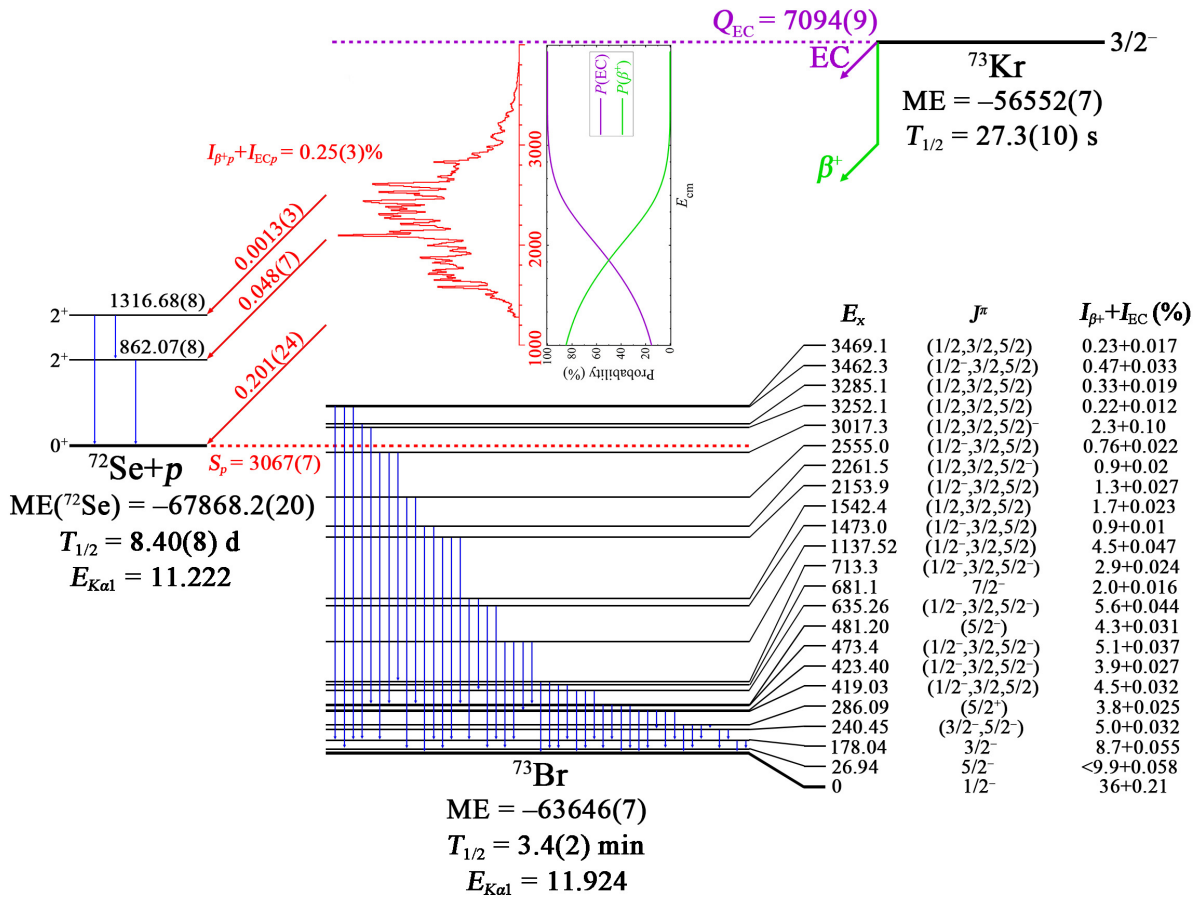 Q_EC = 7094(9)
EC
β⁺
3/2⁻
⁷³Kr
ME = –56552(7)
T_1/2 = 27.3(10) s
I_β⁺p+I_ECp = 0.25(3)%
0.0013(3)
0.048(7)
0.201(24)
1000
2000
3000
P(EC)
P(β⁺)
E_cm
Probability (%)
100
80
60
40
20
0
2⁺ 1316.68(8)
2⁺ 862.07(8)
0⁺
⁷²Se+p
S_p = 3067(7)
ME(⁷²Se) = –67868.2(20)
T_1/2 = 8.40(8) d
E_Kα1 = 11.222
E_x J^π I_β++I_EC (%)
3469.1 (1/2,3/2,5/2) 0.23+0.017
3462.3 (1/2⁻,3/2,5/2) 0.47+0.033
3285.1 (1/2,3/2,5/2) 0.33+0.019
3252.1 (1/2,3/2,5/2) 0.22+0.012
3017.3 (1/2,3/2,5/2)⁻ 2.3+0.10
2555.0 (1/2⁻,3/2,5/2) 0.76+0.022
2261.5 (1/2,3/2,5/2⁻) 0.9+0.02
2153.9 (1/2⁻,3/2,5/2) 1.3+0.027
1542.4 (1/2,3/2,5/2) 1.7+0.023
1473.0 (1/2⁻,3/2,5/2) 0.9+0.01
1137.52 (1/2⁻,3/2,5/2) 4.5+0.047
713.3 (1/2⁻,3/2,5/2⁻) 2.9+0.024
681.1 7/2⁻ 2.0+0.016
635.26 (1/2⁻,3/2,5/2⁻) 5.6+0.044
481.20 (5/2⁻) 4.3+0.031
473.4 (1/2⁻,3/2,5/2⁻) 5.1+0.037
423.40 (1/2⁻,3/2,5/2⁻) 3.9+0.027
419.03 (1/2⁻,3/2,5/2) 4.5+0.032
286.09 (5/2⁺) 3.8+0.025
240.45 (3/2⁻,5/2⁻) 5.0+0.032
178.04 3/2⁻ 8.7+0.055
26.94 5/2⁻ <9.9+0.058
0 1/2⁻ 36+0.21
⁷³Br
ME = –63646(7)
T_1/2 = 3.4(2) min
E_Kα1 = 11.924